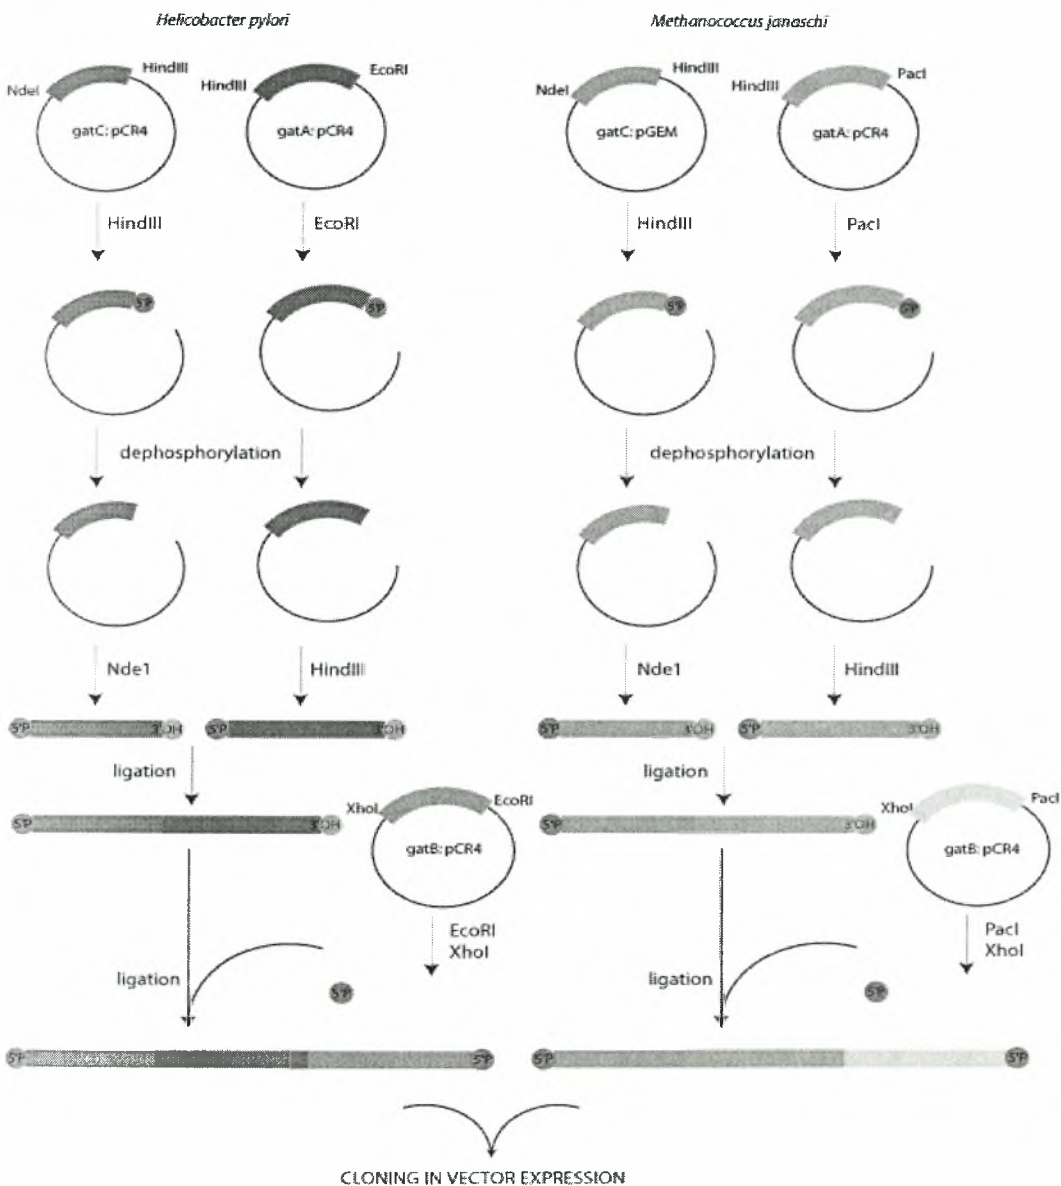 Helicobacter pylori
Methanococcus janaschi
NdeI
HindIII
HindIII
EcoRI
NdeI
HindIII
HindIII
PacI
gatC: pCR4
gatA: pCR4
gatC: pGEM
gatA: pCR4
HindIII
EcoRI
HindIII
PacI
5'P
5'P
5'P
5'P
dephosphorylation
dephosphorylation
Nde1
HindIII
Nde1
HindIII
5'P
3'OH
5'P
3'OH
5'P
3'OH
5'P
3'OH
ligation
ligation
XhoI
EcoRI
XhoI
PacI
5'P
3'OH
5'P
3'OH
gatB: pCR4
gatB: pCR4
EcoRI
XhoI
PacI
XhoI
ligation
5'P
ligation
5'P
5'P
5'P
5'P
5'P
CLONING IN VECTOR EXPRESSION